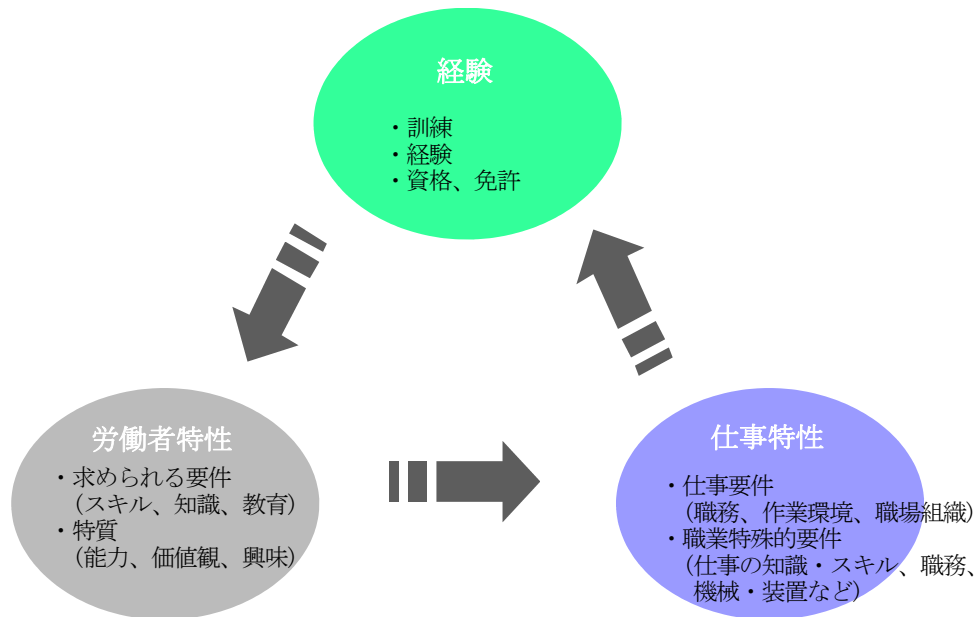 経験
・訓練
・経験
・資格、免許
労働者特性
・求められる要件
(スキル、知識、教育)
・特質
(能力、価値観、興味)
仕事特性
・仕事要件
(職務、作業環境、職場組織)
・職業特殊的要件
(仕事の知識・スキル、職務、
機械・装置など)